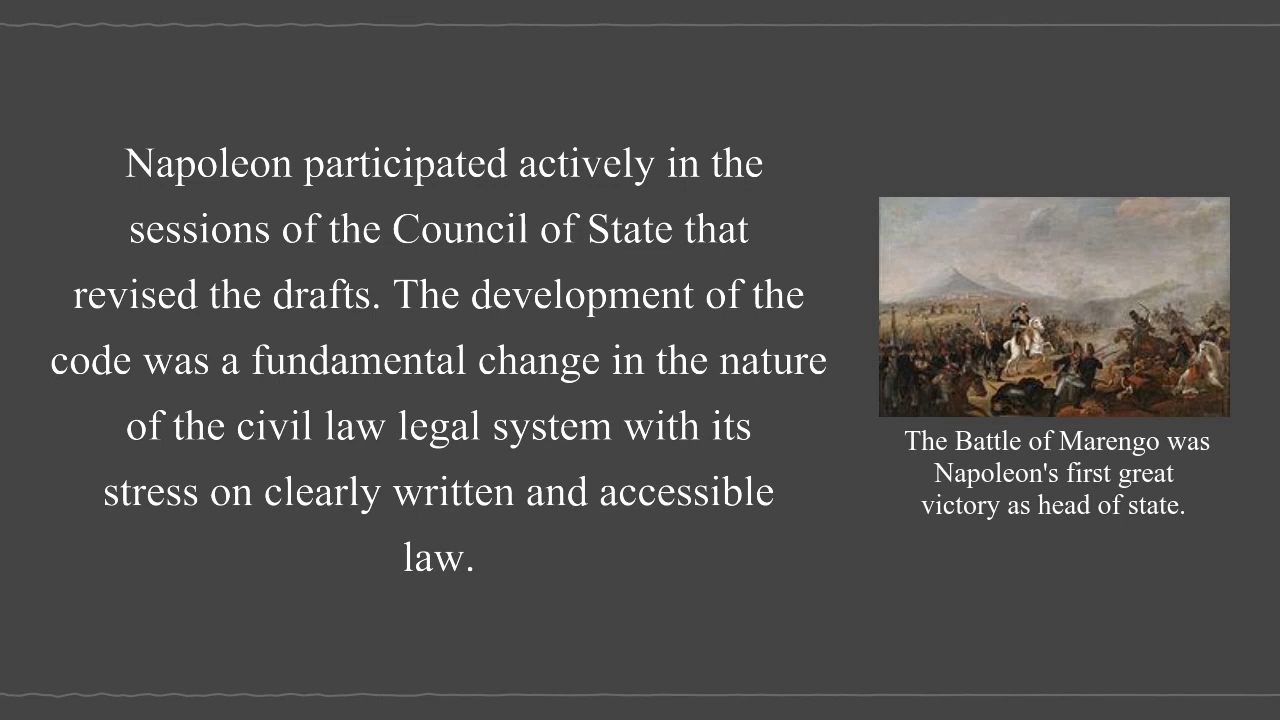 Napoleon participated actively in the
sessions of the Council of State that
revised the drafts. The development of the
code was a fundamental change in the nature
of the civil law legal system with its
stress on clearly written and accessible
law.
The Battle of Marengo was
Napoleon's first great
victory as head of state.